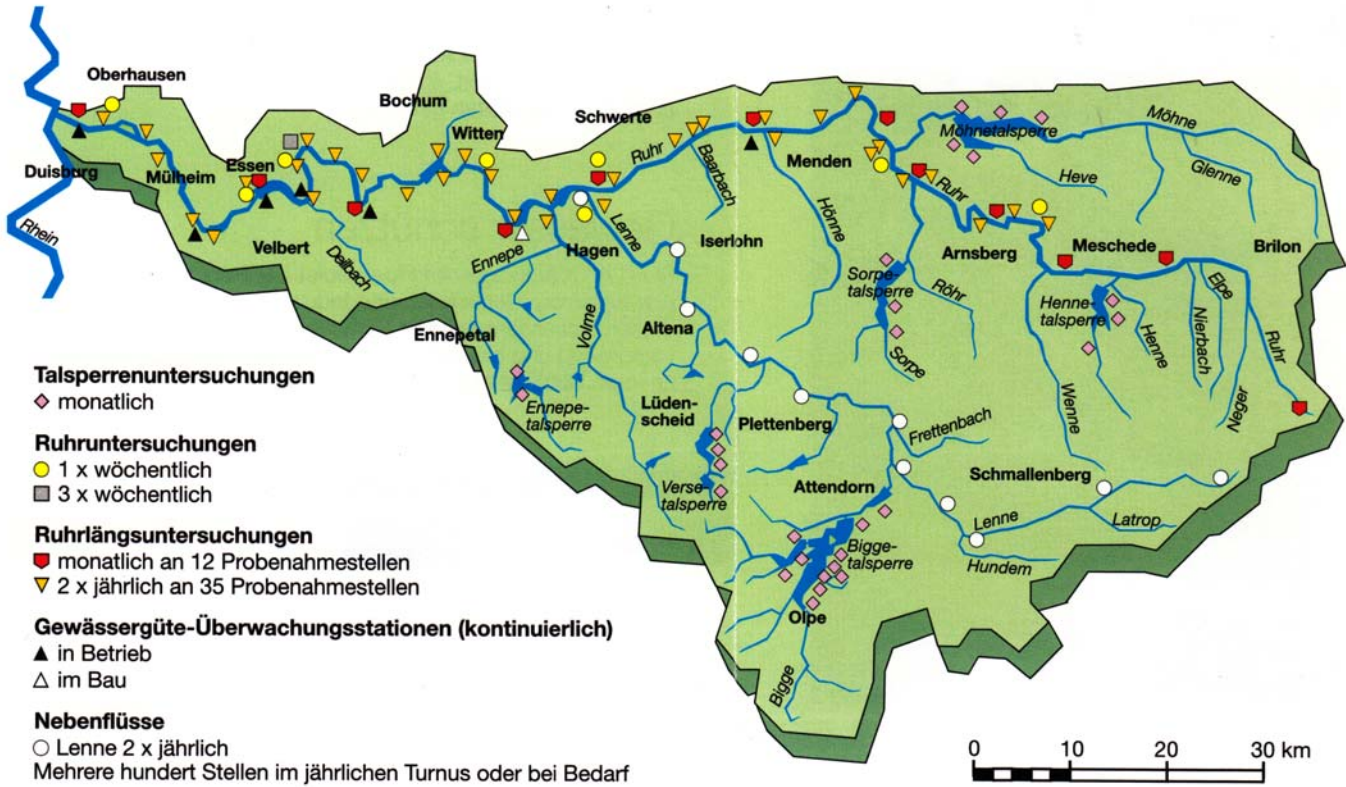 Oberhausen
Bochum
Schwerte
Witten
Ruhr
Möhnetalsperre
Möhne
Duisburg
Mülheim
Essen
Menden
Baarbach
Heve
Glenne
Ruhr
Rhein
Velbert
Deilbach
Ennepe
Hagen
Lenne
Iserlohn
Hönne
Sorpe-
talsperre
Röhr
Arnsberg
Meschede
Brilon
Elpe
Henne-
talsperre
Henne
Nierbach
Ruhr
Ennepetal
Volme
Altena
Sorpe
Wenne
Neger
Talsperrenuntersuchungen
monatlich
Ennepe-
talsperre
Lüden-
scheid
Plettenberg
Frettenbach
Ruhruntersuchungen
1 x wöchentlich
3 x wöchentlich
Verse-
talsperre
Attendorn
Schmallenberg
Lenne
Latrop
Hundem
Ruhrlängsuntersuchungen
monatlich an 12 Probenahmestellen
2 x jährlich an 35 Probenahmestellen
Bigge-
talsperre
Olpe
Bigge
Gewässergüte-Überwachungsstationen (kontinuierlich)
in Betrieb
im Bau
Nebenflüsse
Lenne 2 x jährlich
Mehrere hundert Stellen im jährlichen Turnus oder bei Bedarf
0 10 20 30 km